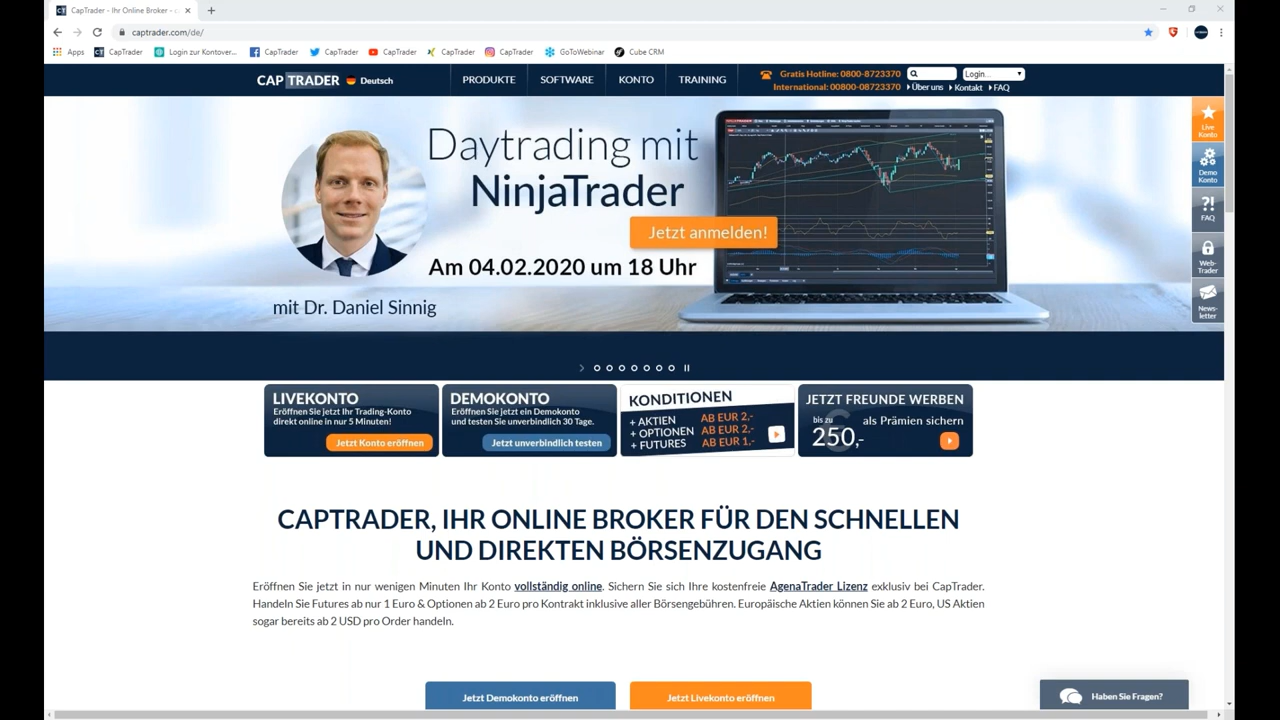 CapTrader - Ihr Online Broker -
captrader.com/de/
Apps CapTrader Login zur Kontover... CapTrader CapTrader CapTrader CapTrader CapTrader GoToWebinar Cube CRM
CAP TRADER Deutsch
PRODUKTE SOFTWARE KONTO TRAINING
Gratis Hotline: 0800-8723370
International: 00800-08723370
Login...
Über uns Kontakt FAQ
Daytrading mit
NinjaTrader
Jetzt anmelden!
Am 04.02.2020 um 18 Uhr
mit Dr. Daniel Sinnig
Live
Konto
Demo
Konto
?!
FAQ
Web-
Trader
News-
letter
LIVEKONTO
Eröffnen Sie jetzt Ihr Trading-Konto
direkt online in nur 5 Minuten!
Jetzt Konto eröffnen
DEMOKONTO
Eröffnen Sie jetzt ein Demokonto
und testen Sie unverbindlich 30 Tage.
Jetzt unverbindlich testen
KONDITIONEN
+ AKTIEN AB EUR 2,-
+ OPTIONEN AB EUR 2,-
+ FUTURES AB EUR 1,-
JETZT FREUNDE WERBEN
bis zu
250,-
als Prämien sichern
CAPTRADER, IHR ONLINE BROKER FÜR DEN SCHNELLEN
UND DIREKTEN BÖRSENZUGANG
Eröffnen Sie jetzt in nur wenigen Minuten Ihr Konto vollständig online. Sichern Sie sich Ihre kostenfreie AgenaTrader Lizenz exklusiv bei CapTrader.
Handeln Sie Futures ab nur 1 Euro & Optionen ab 2 Euro pro Kontrakt inklusive aller Börsengebühren. Europäische Aktien können Sie ab 2 Euro, US Aktien
sogar bereits ab 2 USD pro Order handeln.
Jetzt Demokonto eröffnen
Jetzt Livekonto eröffnen
Haben Sie Fragen?